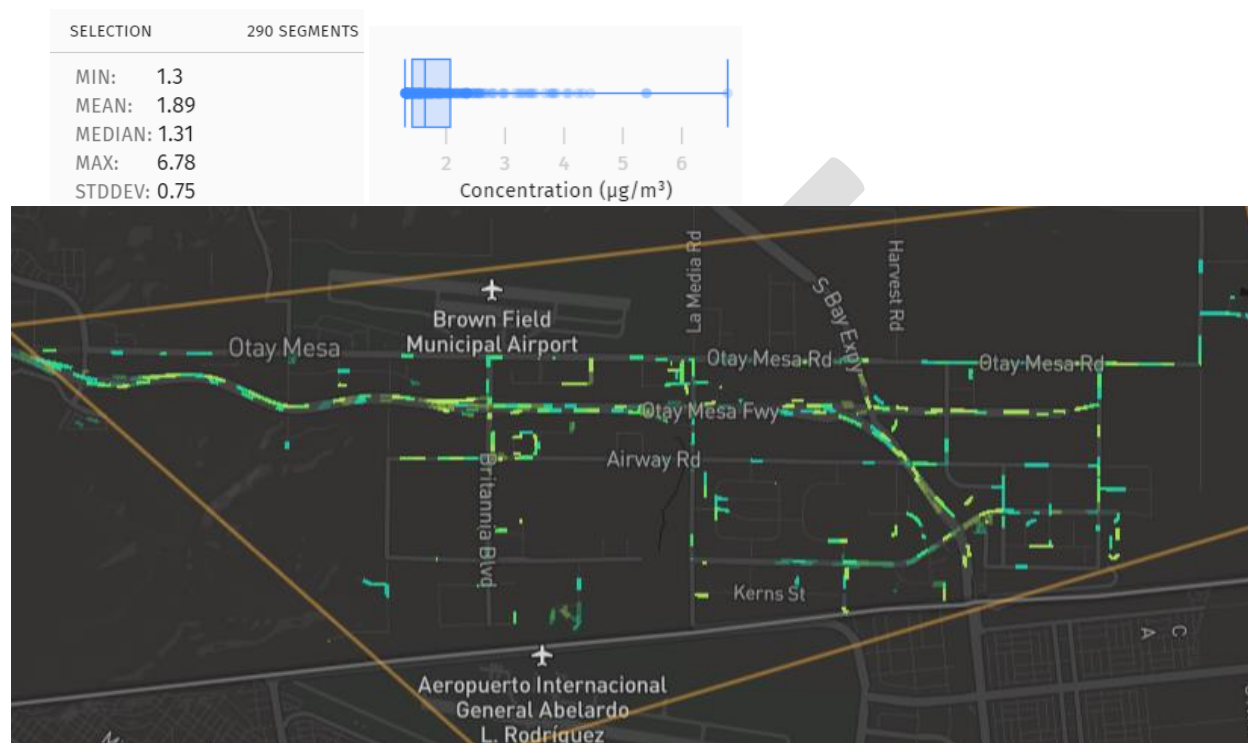 SELECTION 290 SEGMENTS
MIN: 1.3
MEAN: 1.89
MEDIAN: 1.31
MAX: 6.78
STDDEV: 0.75
2 3 4 5 6
Concentration (µg/m³)
La Media Rd
Harvest Rd
S Bay Expy
Brown Field
Municipal Airport
Otay Mesa
Otay Mesa Rd
Otay Mesa Rd
Otay Mesa Fwy
Airway Rd
Britannia Blvd
Kerns St
C
A
Aeropuerto Internacional
General Abelardo
L. Rodríguez